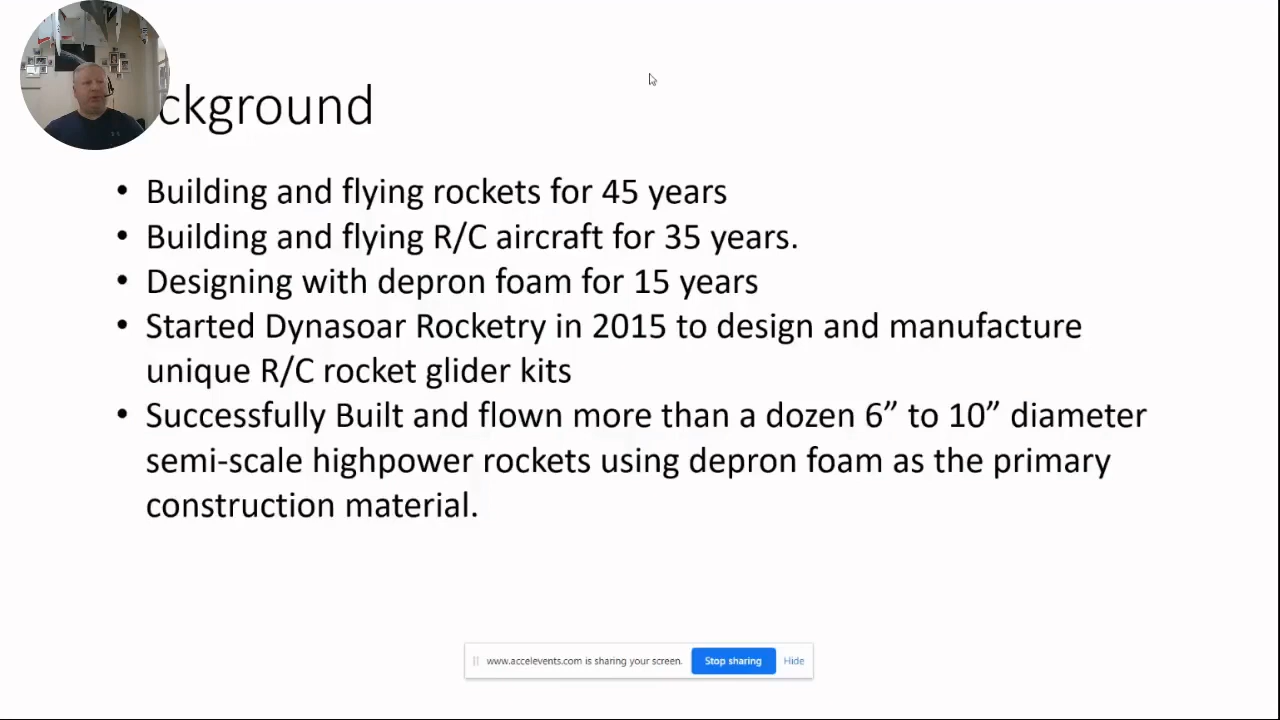 ckground
• Building and flying rockets for 45 years
• Building and flying R/C aircraft for 35 years.
• Designing with depron foam for 15 years
• Started Dynasoar Rocketry in 2015 to design and manufacture
unique R/C rocket glider kits
• Successfully Built and flown more than a dozen 6” to 10” diameter
semi-scale highpower rockets using depron foam as the primary
construction material.
www.accelevents.com is sharing your screen. Stop sharing Hide